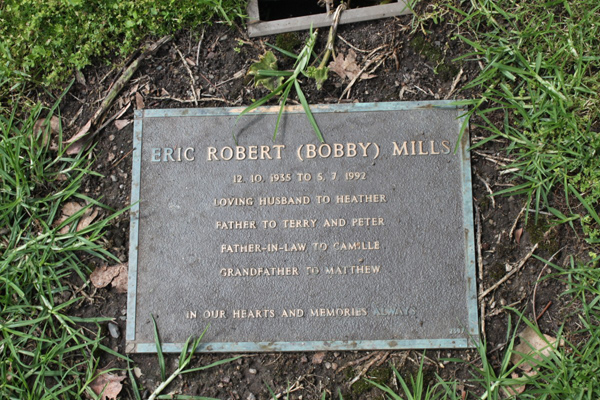 ERIC ROBERT (BOBBY) MILLS
12. 10. 1935 TO 5. 7. 1992
LOVING HUSBAND TO HEATHER
FATHER TO TERRY AND PETER
FATHER-IN-LAW TO CAMILLE
GRANDFATHER TO MATTHEW
IN OUR HEARTS AND MEMORIES ALWAYS